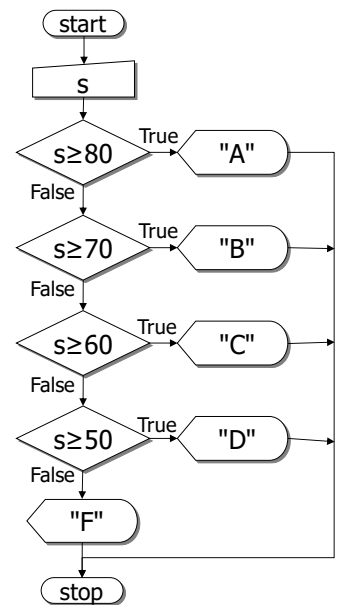 start
s
s≥80
True
"A"
False
s≥70
True
"B"
False
s≥60
True
"C"
False
s≥50
True
"D"
False
"F"
stop